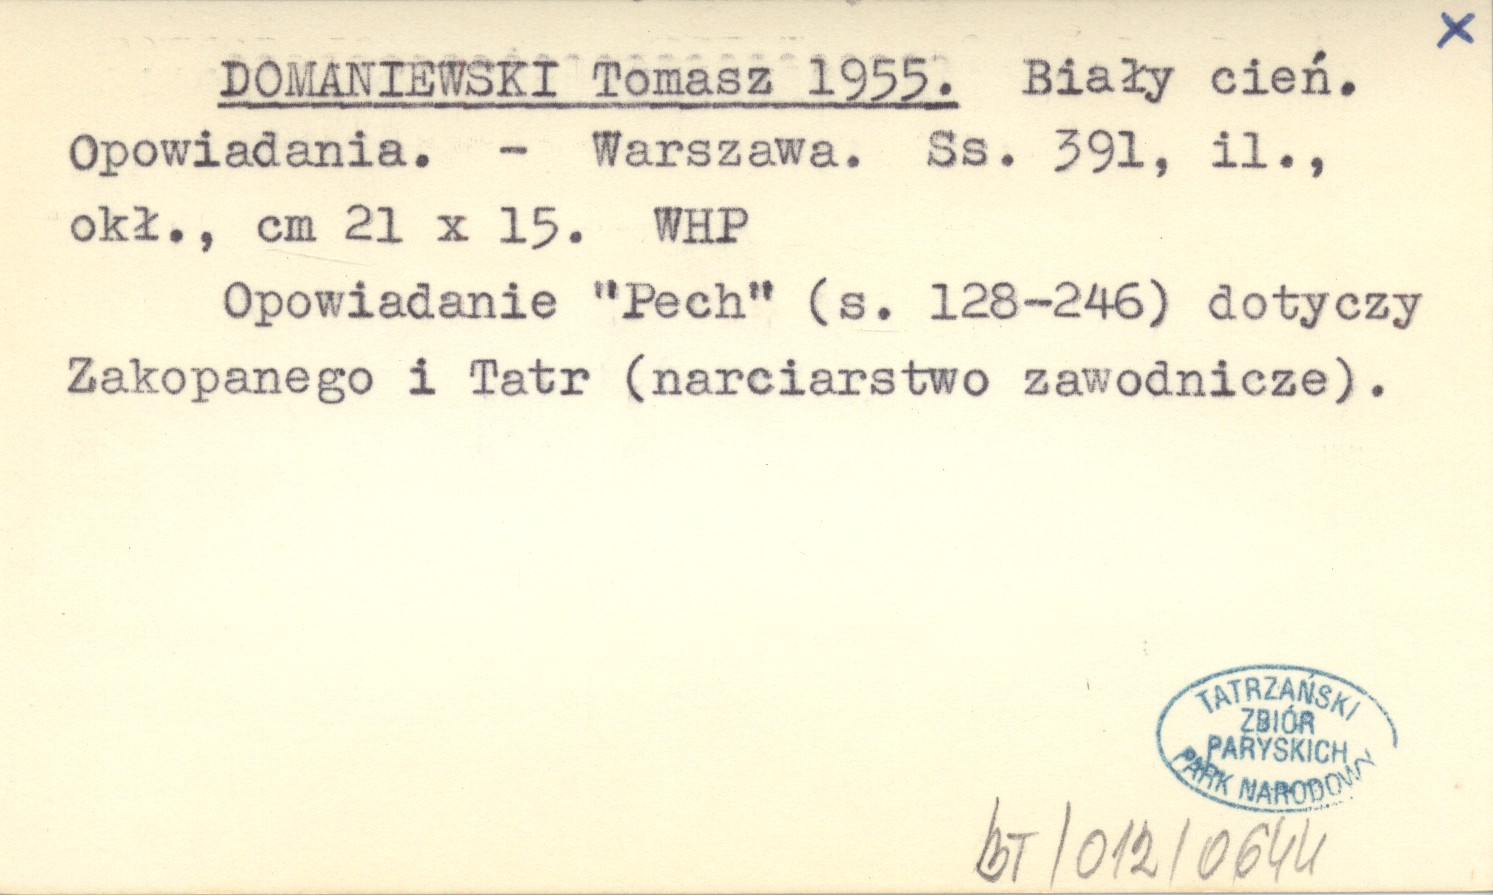 x
DOMANIEWSKI Tomasz 1955. Biały cień.
Opowiadania. - Warszawa. Ss. 391, il.,
okł., cm 21 x 15. WHP
Opowiadanie "Pech" (s. 128-246) dotyczy
Zakopanego i Tatr (narciarstwo zawodnicze).
TATRZAŃSKI
ZBIÓR
PARYSKICH
PARK NARODOWY
BT/012/0644